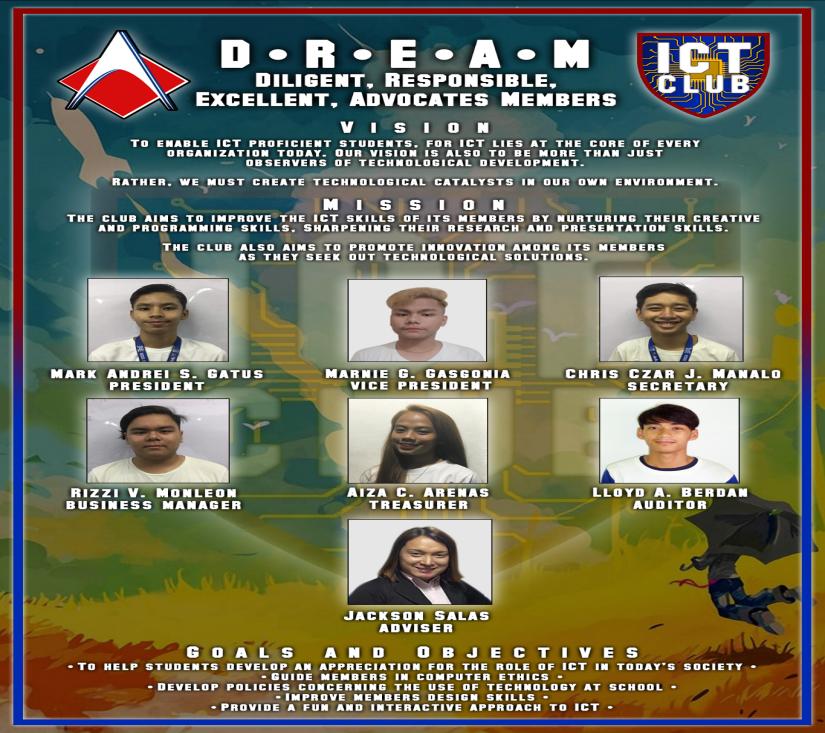 D•R•E•A•M
Diligent, Responsible,
Excellent, Advocates Members
ICT
CLUB
Vision
To enable ICT proficient students, for ICT lies at the core of every
organization today. Our vision is also to be more than just
observers of technological development.
Rather, we must create technological catalysts in our own environment.
Mission
The club aims to improve the ICT skills of its members by nurturing their creative
and programming skills, sharpening their research and presentation skills.
The club also aims to promote innovation among its members
as they seek out technological solutions.
Mark Andrei S. Gatus
President
Marnie G. Gasgonia
Vice President
Chris Czar J. Manalo
Secretary
Rizzi V. Monleon
Business Manager
Aiza C. Arenas
Treasurer
Lloyd A. Berdan
Auditor
Jackson Salas
Adviser
Goals and Objectives
- To help students develop an appreciation for the role of ICT in today's society -
- Guide members in computer ethics -
- Develop policies concerning the use of technology at school -
- Improve members design skills -
- Provide a fun and interactive approach to ICT -